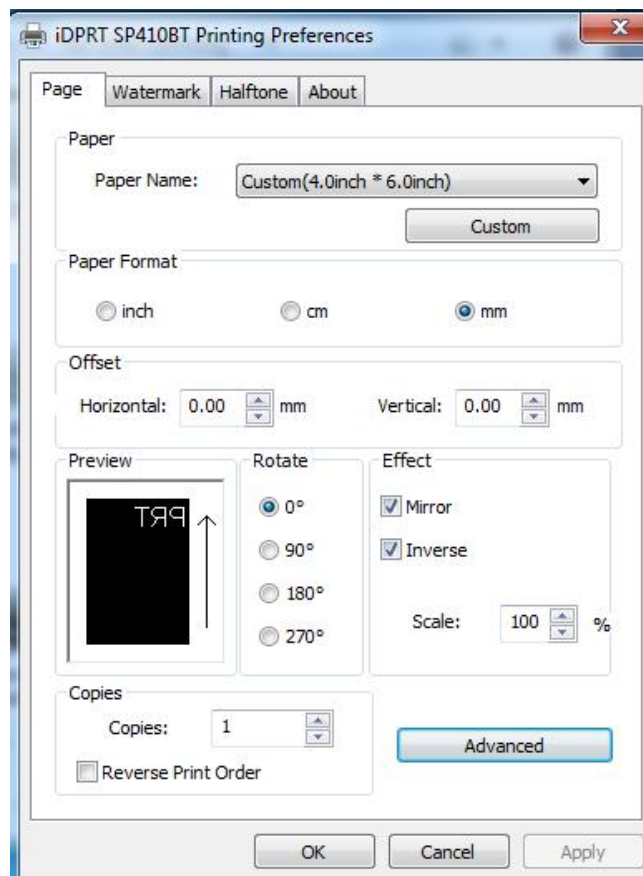 iDPRT SP410BT Printing Preferences
Page Watermark Halftone About
Paper
Paper Name: Custom(4.0inch * 6.0inch)
Custom
Paper Format
inch cm mm
Offset
Horizontal: 0.00 mm Vertical: 0.00 mm
Preview Rotate Effect
PRT
0° Mirror
90° Inverse
180°
Scale: 100 %
270°
Copies
Copies: 1
Advanced
Reverse Print Order
OK Cancel Apply